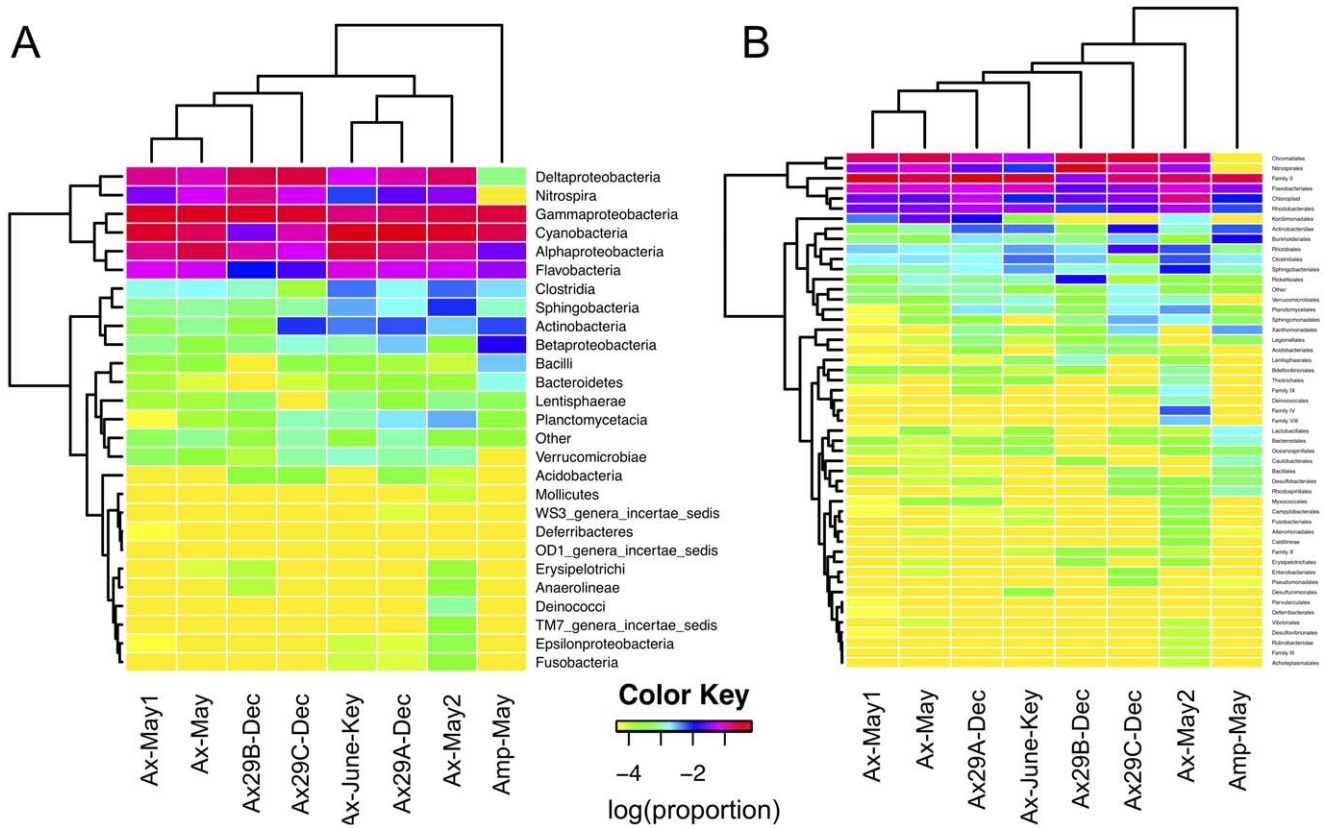 A
B
Deltaproteobacteria
Nitrospira
Gammaproteobacteria
Cyanobacteria
Alphaproteobacteria
Flavobacteria
Clostridia
Sphingobacteria
Actinobacteria
Betaproteobacteria
Bacilli
Bacteroidetes
Lentisphaerae
Planctomycetacia
Other
Verrucomicrobiae
Acidobacteria
Mollicutes
WS3_genera_incertae_sedis
Deferribacteres
OD1_genera_incertae_sedis
Erysipelotrichi
Anaerolineae
Deinococci
TM7_genera_incertae_sedis
Epsilonproteobacteria
Fusobacteria
Ax-May1
Ax-May
Ax29B-Dec
Ax29C-Dec
Ax-June-Key
Ax29A-Dec
Ax-May2
Amp-May
Color Key
−4 −2
log(proportion)
Chromatiales
Nitrospirales
Family II
Flavobacteriales
Chloroplast
Rhodobacterales
Kordiimonadales
Actinobacteridae
Burkholderiales
Rhizobiales
Clostridiales
Sphingobacteriales
Rickettsiales
Other
Verrucomicrobiales
Planctomycetales
Sphingomonadales
Xanthomonadales
Legionellales
Acidobacteriales
Lentisphaerales
Bdellovibrionales
Thiotrichales
Family IX
Deinococcales
Family IV
Family VIII
Lactobacillales
Bacteroidales
Oceanospirillales
Caulobacterales
Bacillales
Desulfobacterales
Rhodospirillales
Myxococcales
Campylobacterales
Fusobacteriales
Alteromonadales
Caldilineae
Family X
Erysipelotrichales
Enterobacteriales
Pseudomonadales
Desulfuromonales
Parvularculales
Deferribacterales
Vibrionales
Desulfovibrionales
Rubrobacteridae
Family III
Acholeplasmatales
Ax-May1
Ax-May
Ax29A-Dec
Ax-June-Key
Ax29B-Dec
Ax29C-Dec
Ax-May2
Amp-May